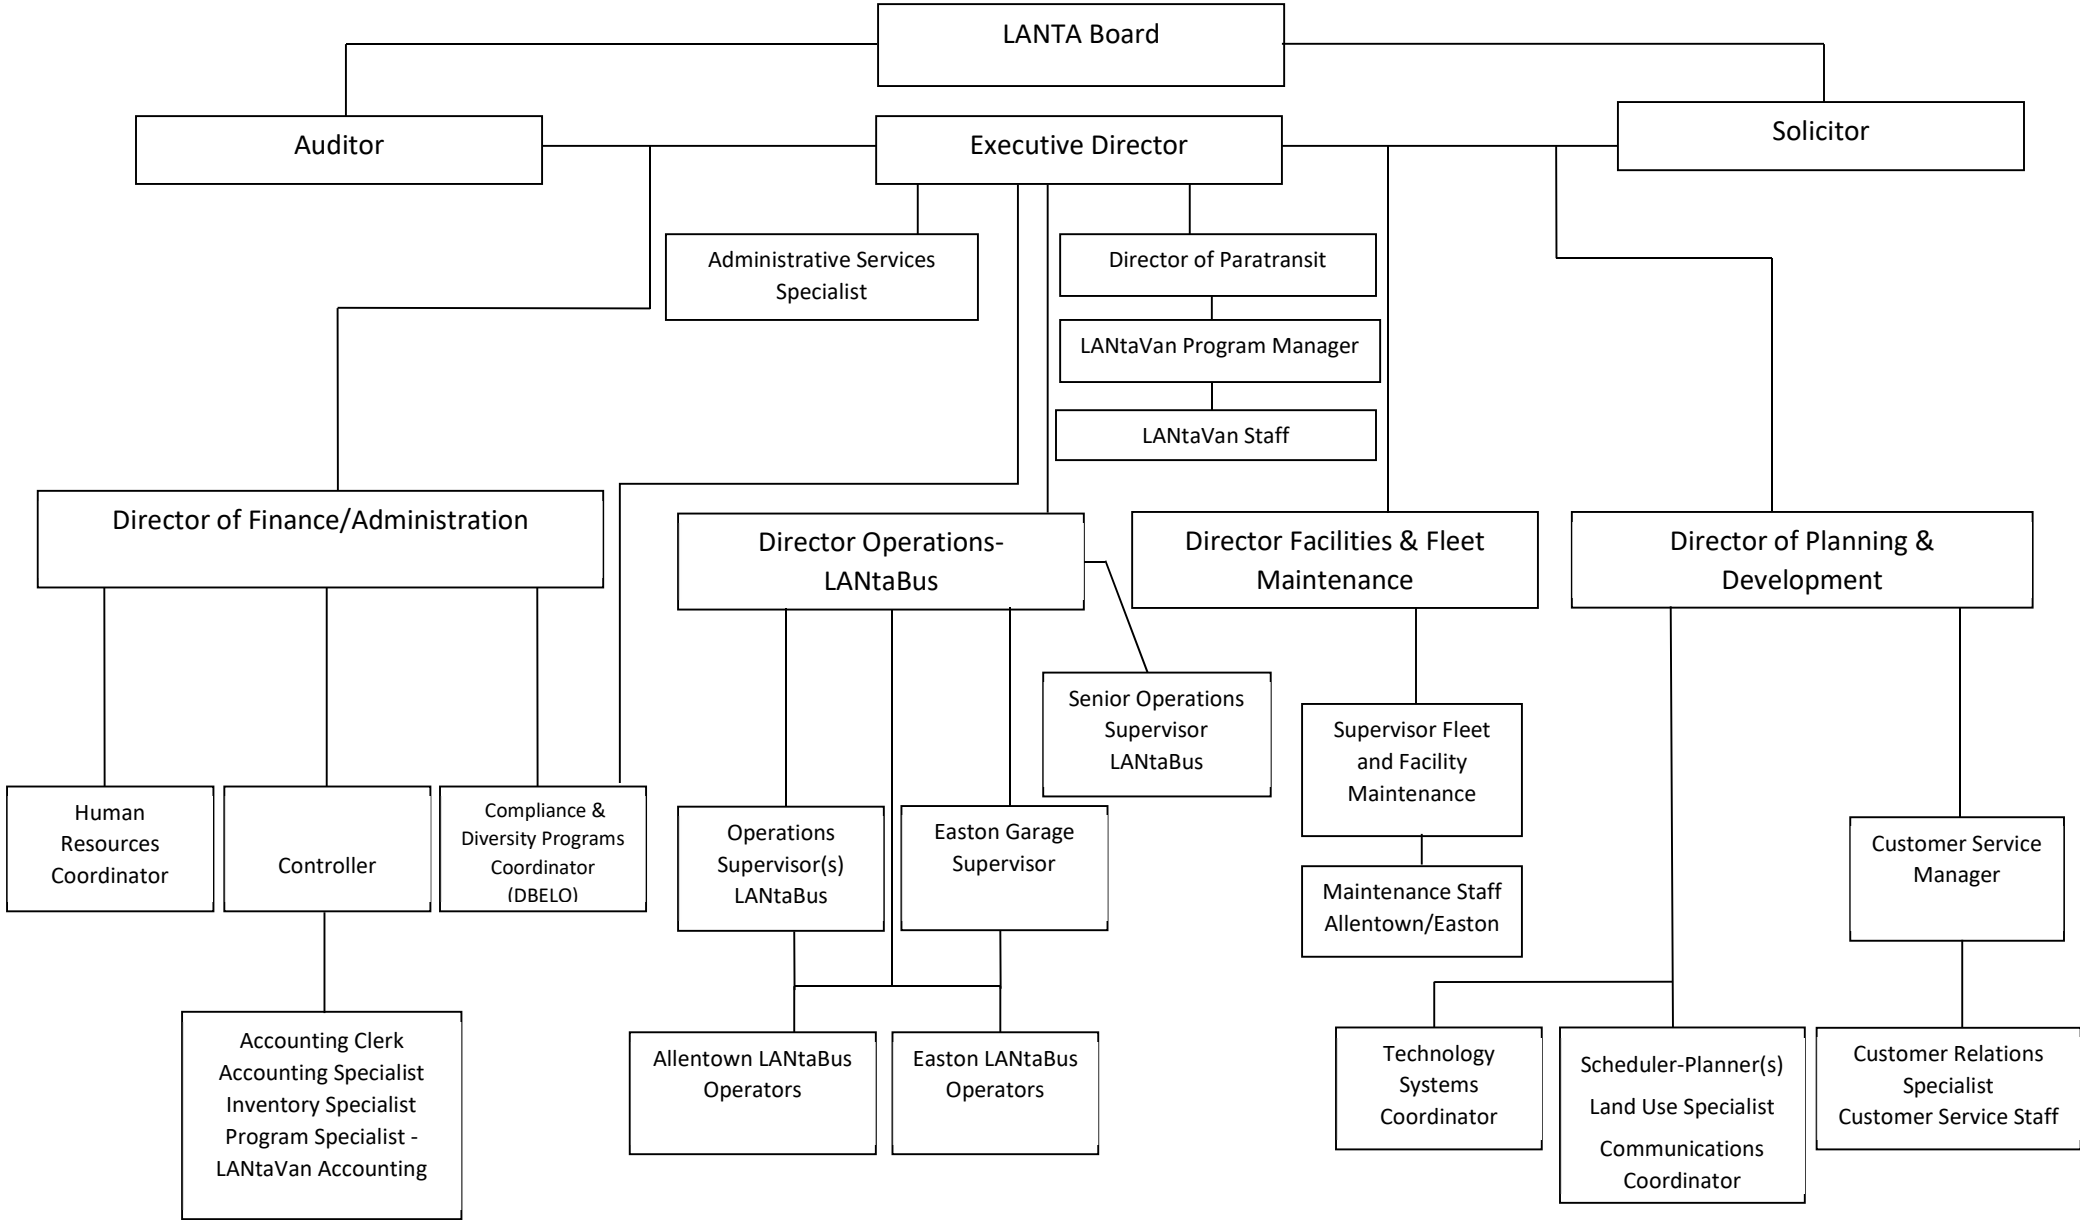 LANTA Board
Auditor
Executive Director
Solicitor
Administrative Services
Specialist
Director of Paratransit
LANtaVan Program Manager
LANtaVan Staff
Director of Finance/Administration
Director Operations-
LANtaBus
Director Facilities & Fleet
Maintenance
Director of Planning &
Development
Senior Operations
Supervisor
LANtaBus
Supervisor Fleet
and Facility
Maintenance
Human
Resources
Coordinator
Controller
Compliance &
Diversity Programs
Coordinator
(DBELO)
Operations
Supervisor(s)
LANtaBus
Easton Garage
Supervisor
Customer Service
Manager
Maintenance Staff
Allentown/Easton
Accounting Clerk
Accounting Specialist
Inventory Specialist
Program Specialist -
LANtaVan Accounting
Allentown LANtaBus
Operators
Easton LANtaBus
Operators
Technology
Systems
Coordinator
Scheduler-Planner(s)
Land Use Specialist
Communications
Coordinator
Customer Relations
Specialist
Customer Service Staff